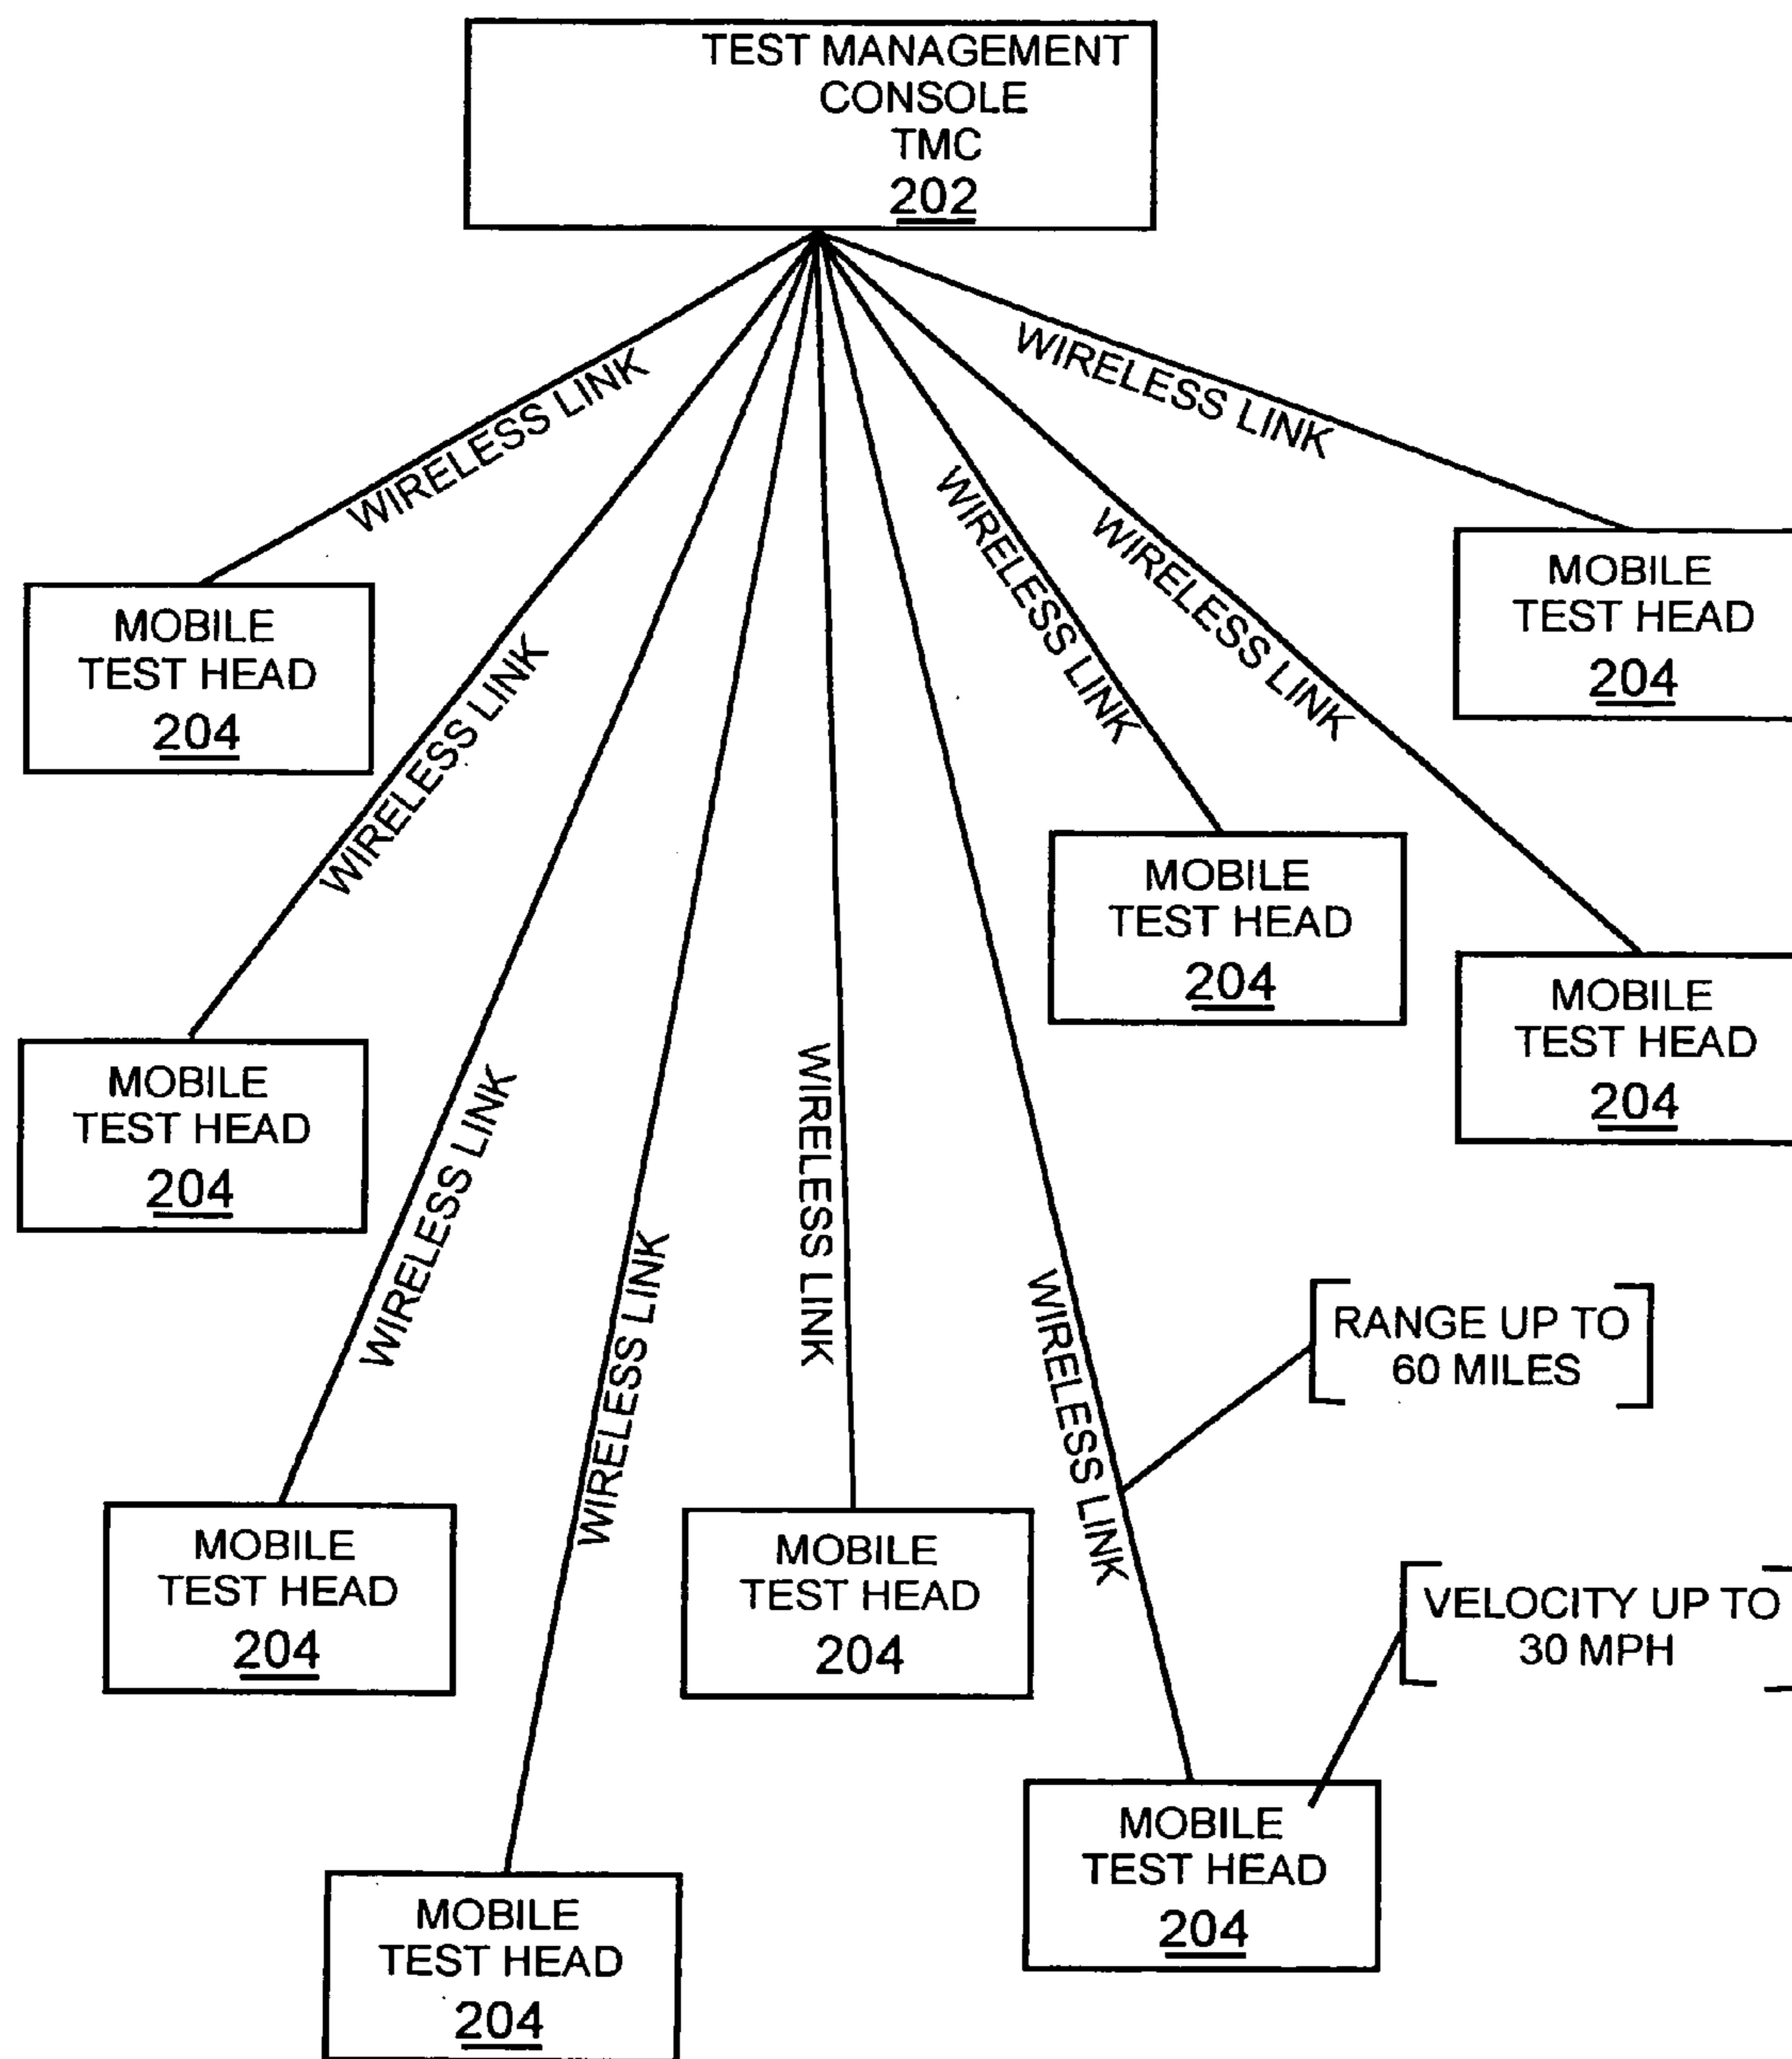 TEST MANAGEMENT
CONSOLE
TMC
202
WIRELESS LINK
WIRELESS LINK
WIRELESS LINK
WIRELESS LINK
WIRELESS LINK
WIRELESS LINK
WIRELESS LINK
WIRELESS LINK
WIRELESS LINK
MOBILE
TEST HEAD
204
MOBILE
TEST HEAD
204
MOBILE
TEST HEAD
204
MOBILE
TEST HEAD
204
MOBILE
TEST HEAD
204
RANGE UP TO
60 MILES
MOBILE
TEST HEAD
204
MOBILE
TEST HEAD
204
VELOCITY UP TO
30 MPH
MOBILE
TEST HEAD
204
MOBILE
TEST HEAD
204